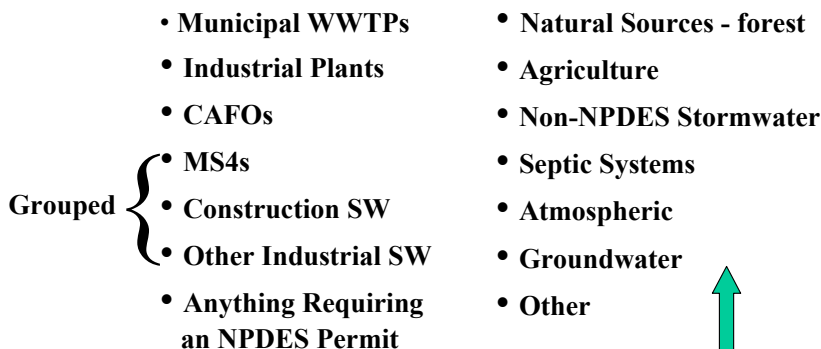 • Municipal WWTPs
• Industrial Plants
• CAFOs
• MS4s
Grouped
• Construction SW
• Other Industrial SW
• Anything Requiring
an NPDES Permit
• Natural Sources - forest
• Agriculture
• Non-NPDES Stormwater
• Septic Systems
• Atmospheric
• Groundwater
• Other